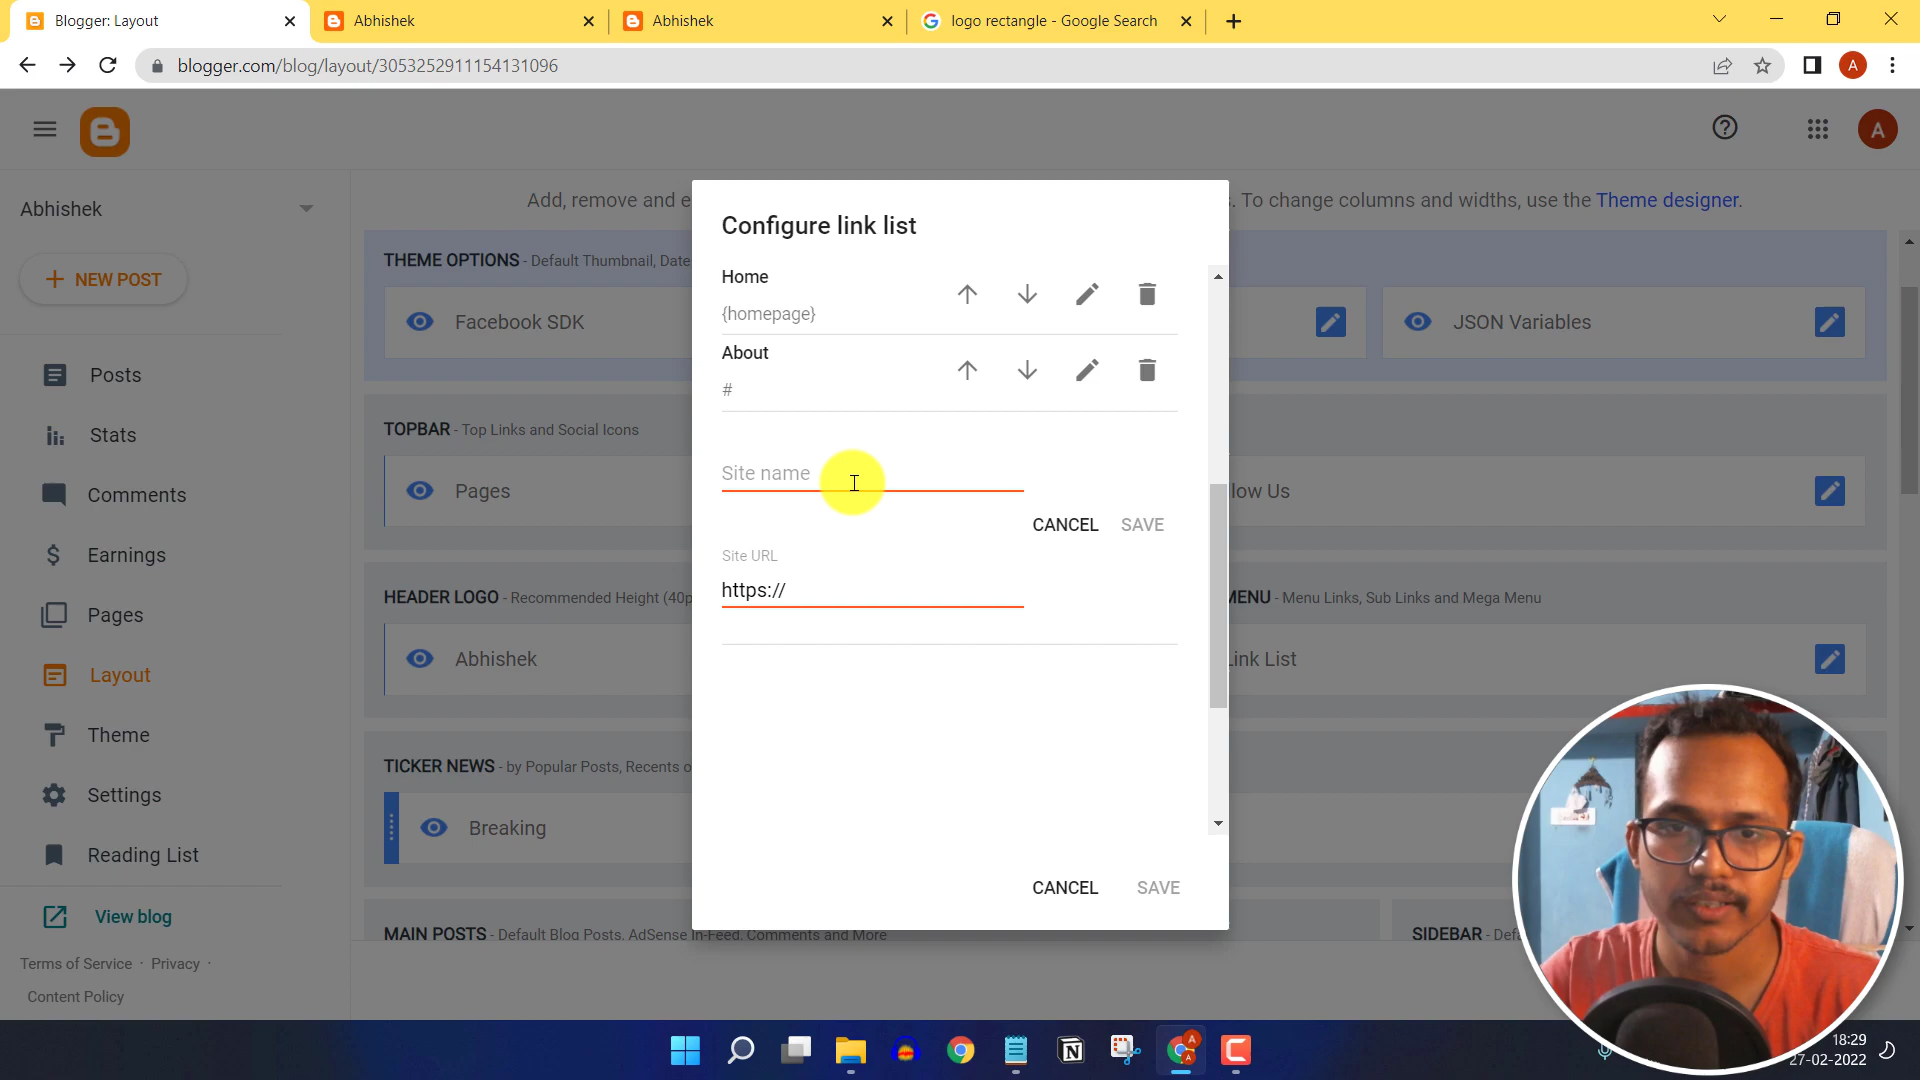 Blogger: Layout
Abhishek
Abhishek
logo rectangle - Google Search
blogger.com/blog/layout/3053252911154131096
A
A
Abhishek
NEW POST
Posts
Stats
Comments
Earnings
Pages
Layout
Theme
Settings
Reading List
View blog
Terms of Service · Privacy ·
Content Policy
Add, remove and e
. To change columns and widths, use the Theme designer.
THEME OPTIONS - Default Thumbnail, Date
Facebook SDK
JSON Variables
TOPBAR - Top Links and Social Icons
Pages
low Us
HEADER LOGO - Recommended Height (40p
MENU - Menu Links, Sub Links and Mega Menu
Abhishek
Link List
TICKER NEWS - by Popular Posts, Recents o
Breaking
MAIN POSTS - Default Blog Posts, AdSense In-Feed, Comments and More
SIDEBAR - Defa
Configure link list
Home
{homepage}
About
#
Site name
CANCEL SAVE
Site URL
https://
CANCEL SAVE
18:29
27-02-2022